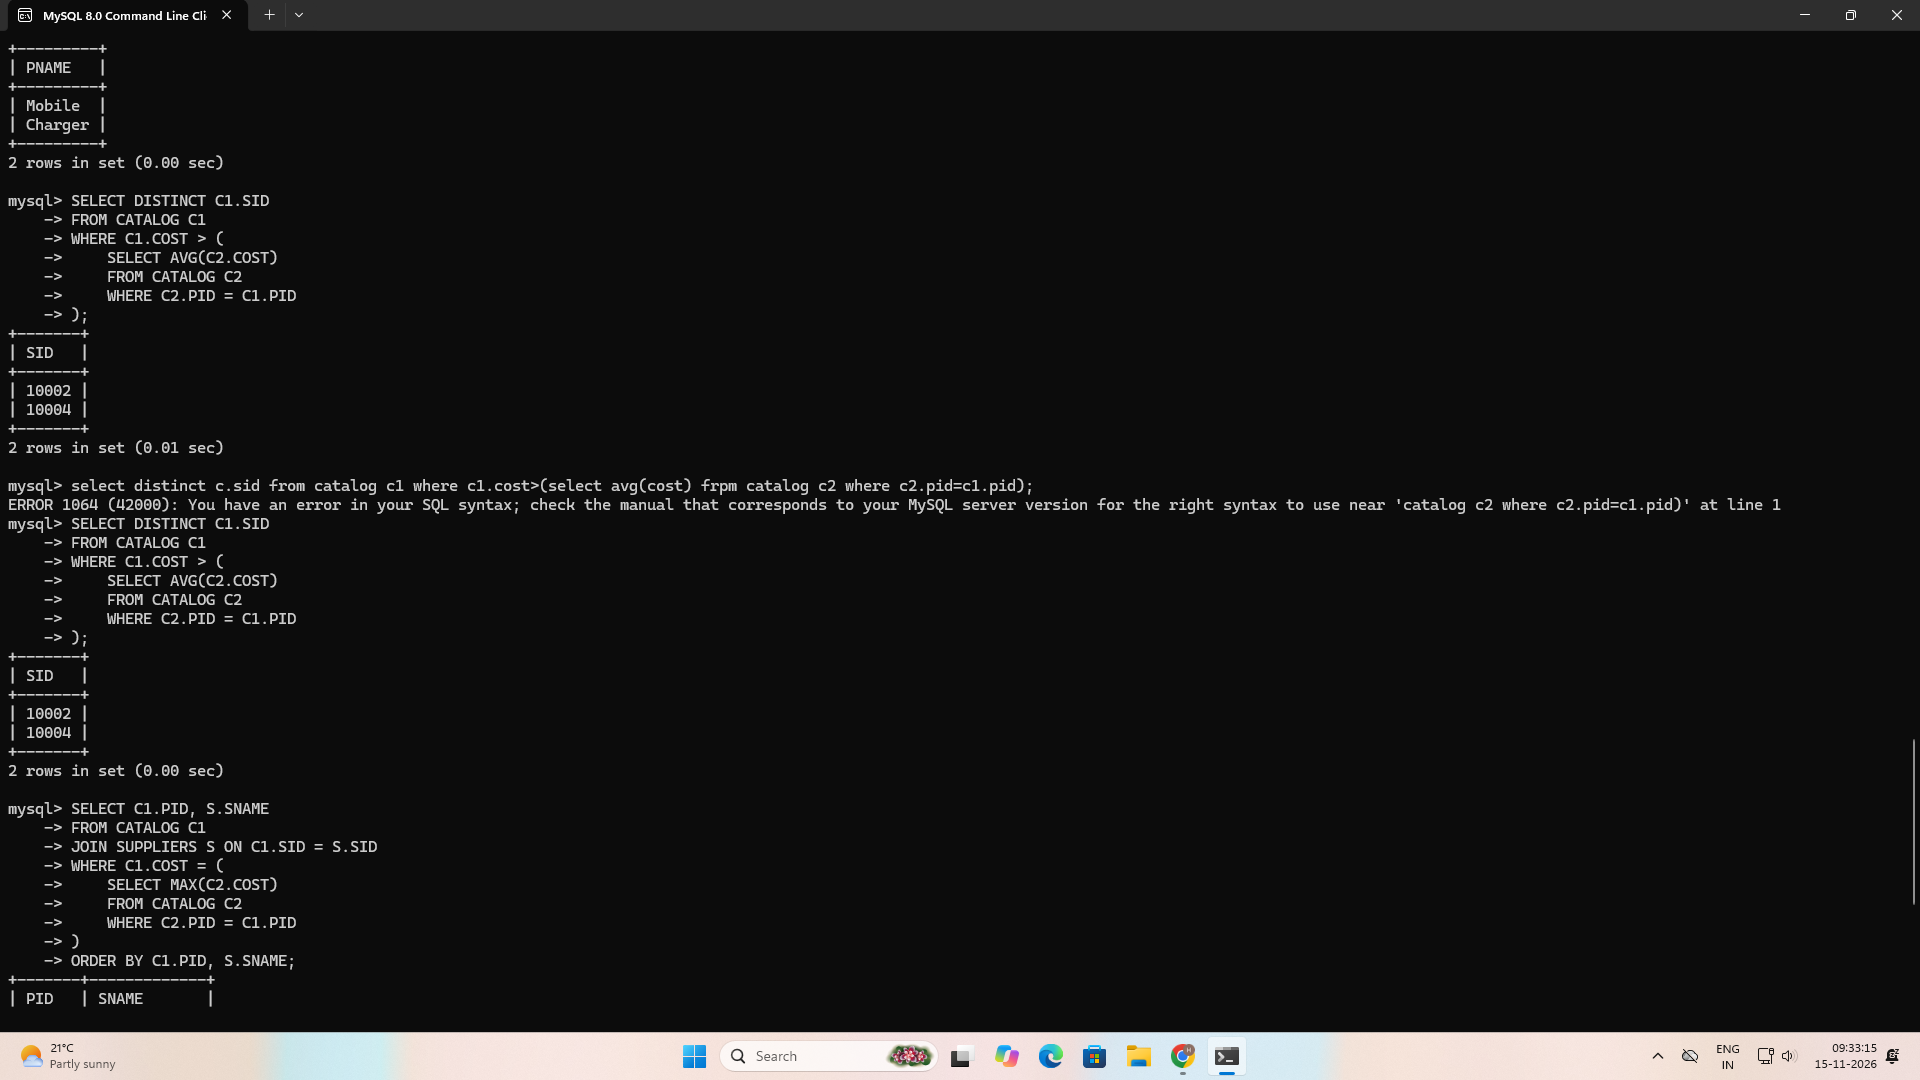 MySQL 8.0 Command Line Cli
+---------+
| PNAME   |
+---------+
| Mobile  |
| Charger |
+---------+
2 rows in set (0.00 sec)
mysql> SELECT DISTINCT C1.SID
    -> FROM CATALOG C1
    -> WHERE C1.COST > (
    ->     SELECT AVG(C2.COST)
    ->     FROM CATALOG C2
    ->     WHERE C2.PID = C1.PID
    -> );
+-------+
| SID   |
+-------+
| 10002 |
| 10004 |
+-------+
2 rows in set (0.01 sec)
mysql> select distinct c.sid from catalog c1 where c1.cost>(select avg(cost) frpm catalog c2 where c2.pid=c1.pid);
ERROR 1064 (42000): You have an error in your SQL syntax; check the manual that corresponds to your MySQL server version for the right syntax to use near 'catalog c2 where c2.pid=c1.pid)' at line 1
mysql> SELECT DISTINCT C1.SID
    -> FROM CATALOG C1
    -> WHERE C1.COST > (
    ->     SELECT AVG(C2.COST)
    ->     FROM CATALOG C2
    ->     WHERE C2.PID = C1.PID
    -> );
+-------+
| SID   |
+-------+
| 10002 |
| 10004 |
+-------+
2 rows in set (0.00 sec)
mysql> SELECT C1.PID, S.SNAME
    -> FROM CATALOG C1
    -> JOIN SUPPLIERS S ON C1.SID = S.SID
    -> WHERE C1.COST = (
    ->     SELECT MAX(C2.COST)
    ->     FROM CATALOG C2
    ->     WHERE C2.PID = C1.PID
    -> )
    -> ORDER BY C1.PID, S.SNAME;
+-------+-------------+
| PID   | SNAME       |
21°C
Partly sunny
Search
ENG
IN
09:33:15
15-11-2026